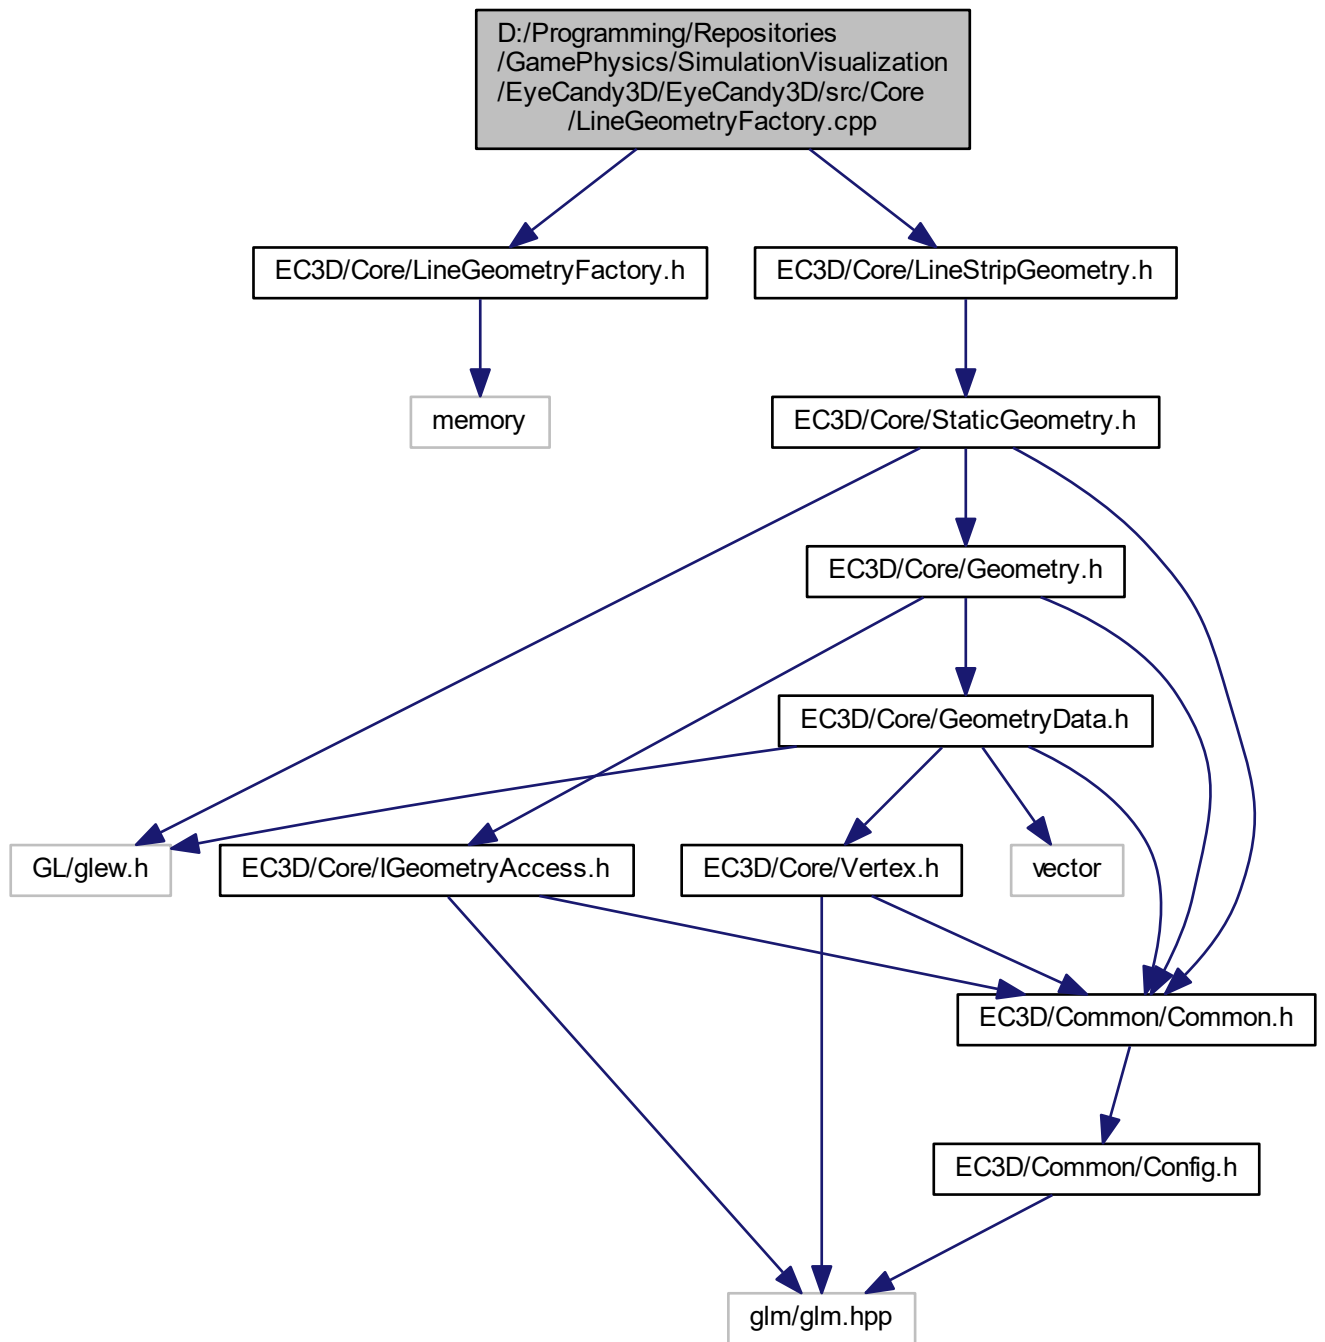 D:/Programming/Repositories
/GamePhysics/SimulationVisualization
/EyeCandy3D/EyeCandy3D/src/Core
/LineGeometryFactory.cpp
EC3D/Core/LineGeometryFactory.h
EC3D/Core/LineStripGeometry.h
memory
EC3D/Core/StaticGeometry.h
EC3D/Core/Geometry.h
EC3D/Core/GeometryData.h
GL/glew.h
EC3D/Core/IGeometryAccess.h
EC3D/Core/Vertex.h
vector
EC3D/Common/Common.h
EC3D/Common/Config.h
glm/glm.hpp